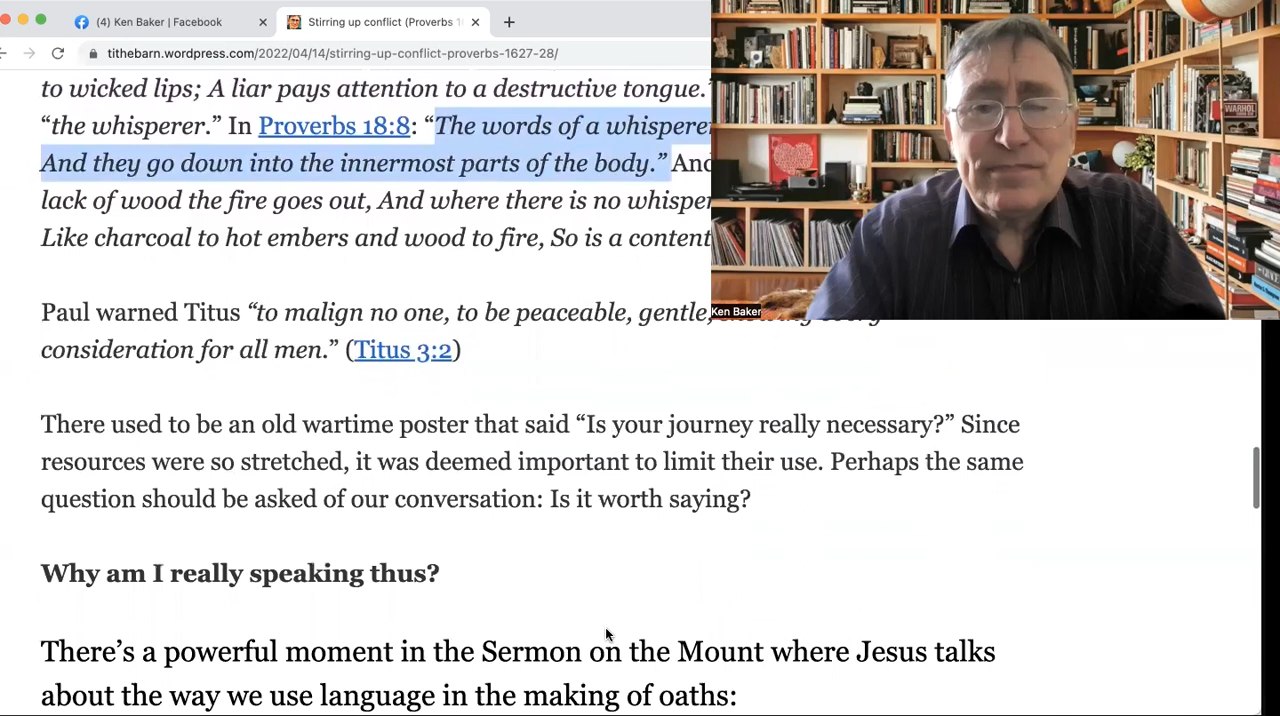 (4) Ken Baker | Facebook
Stirring up conflict (Proverbs 16
tithebarn.wordpress.com/2022/04/14/stirring-up-conflict-proverbs-1627-28/
to wicked lips; A liar pays attention to a destructive tongue.”
“the whisperer.” In Proverbs 18:8: “The words of a whisperer
And they go down into the innermost parts of the body.” And
lack of wood the fire goes out, And where there is no whisper
Like charcoal to hot embers and wood to fire, So is a content
WARHOL
Ken Baker
Paul warned Titus “to malign no one, to be peaceable, gentle,
consideration for all men.” (Titus 3:2)
There used to be an old wartime poster that said “Is your journey really necessary?” Since
resources were so stretched, it was deemed important to limit their use. Perhaps the same
question should be asked of our conversation: Is it worth saying?
Why am I really speaking thus?
There’s a powerful moment in the Sermon on the Mount where Jesus talks
about the way we use language in the making of oaths: